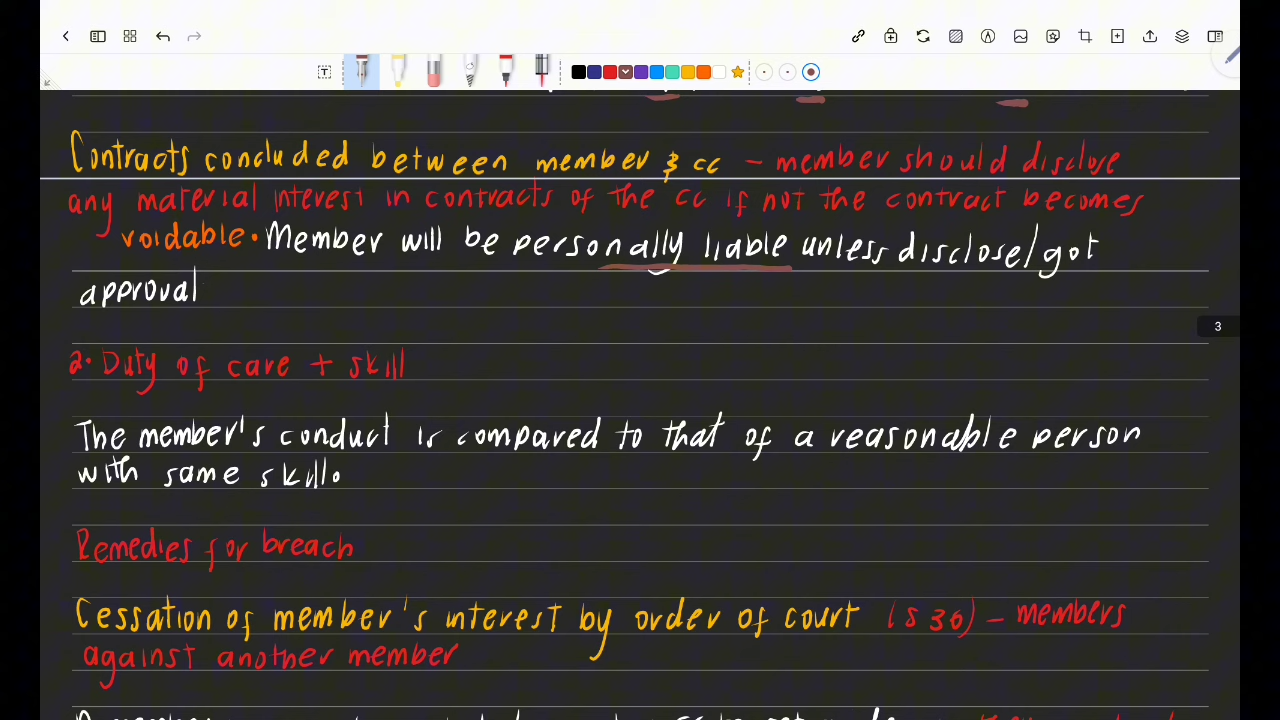 Contracts concluded between member & cc - member should disclose
any material interest in contracts of the cc if not the contract becomes
voidable. Member will be personally liable unless disclose/got
approval
3
2. Duty of care + skill
The member's conduct is compared to that of a reasonable person
with same skill.
Remedies for breach
Cessation of member's interest by order of court (s 36) - members
against another member